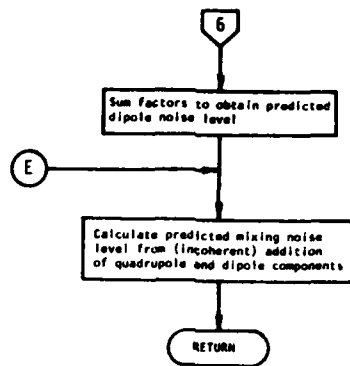 6
Sum factors to obtain predicted
dipole noise level
E
Calculate predicted mixing noise
level from (incoherent) addition
of quadrupole and dipole components
RETURN